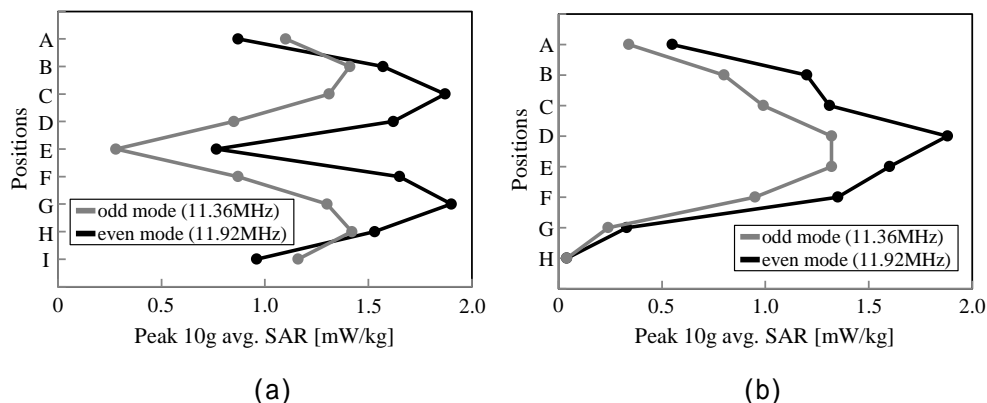 A
B
C
D
E
F
G
H
I
Positions
odd mode (11.36MHz)
even mode (11.92MHz)
0
1.0
1.5
2.0
Peak 10g avg. SAR [mW/kg]
(a)
A
B
C
D
E
F
G
H
Positions
odd mode (11.36MHz)
even mode (11.92MHz)
0
0.5
1.0
1.5
2.0
Peak 10g avg. SAR [mW/kg]
(b)